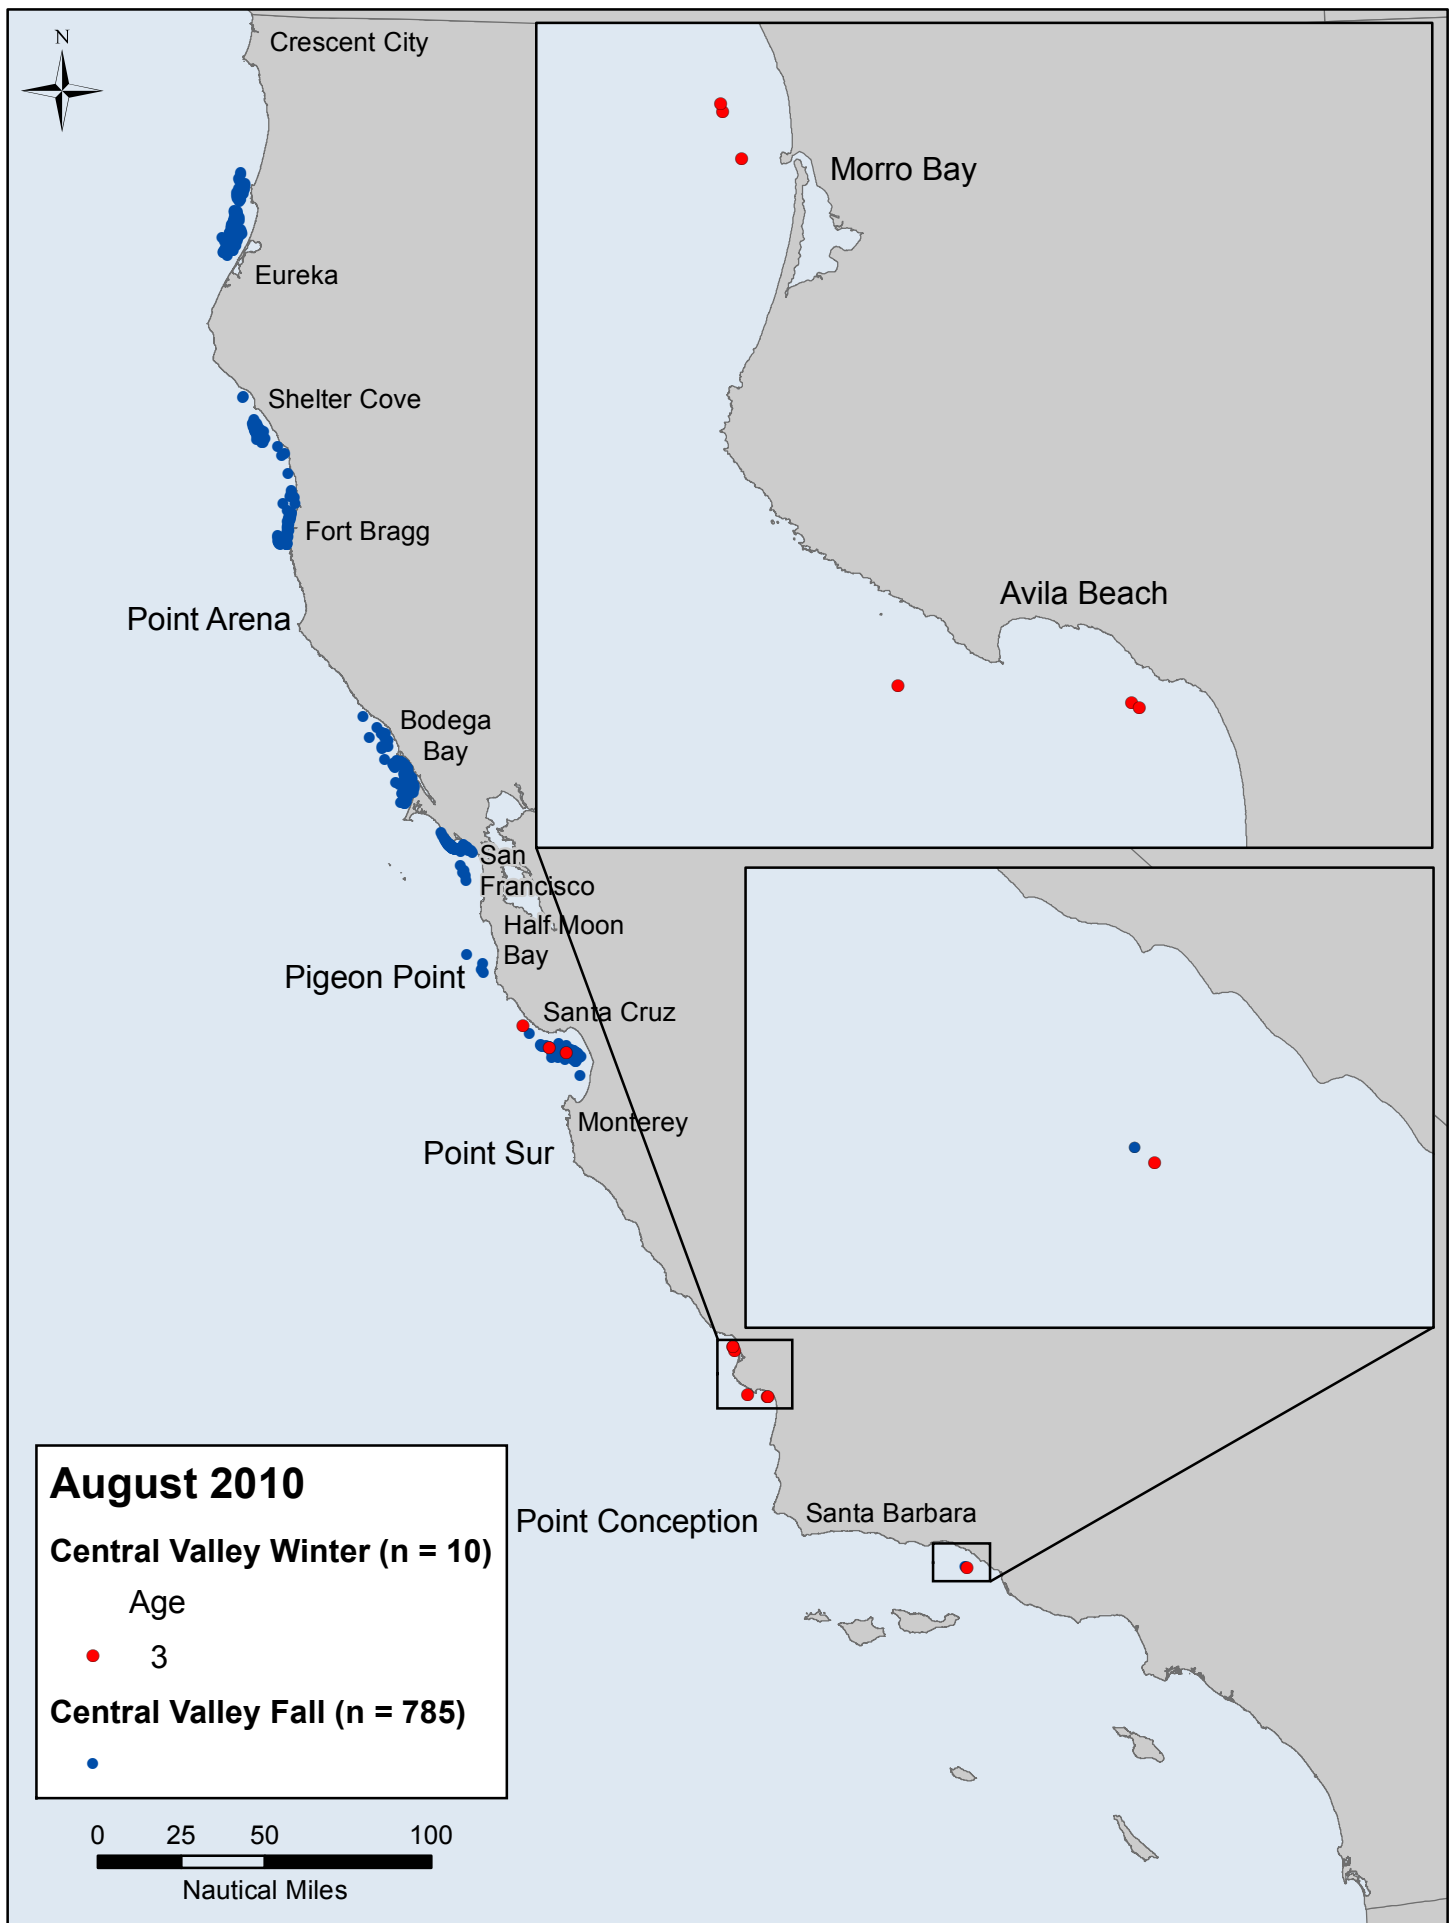 N
Crescent City
Morro Bay
Eureka
Shelter Cove
Fort Bragg
Avila Beach
Point Arena
Bodega
Bay
San
Francisco
Half Moon
Bay
Pigeon Point
Santa Cruz
Monterey
Point Sur
Point Conception
Santa Barbara
August 2010
Central Valley Winter (n = 10)
Age
3
Central Valley Fall (n = 785)
0 25 50 100
Nautical Miles